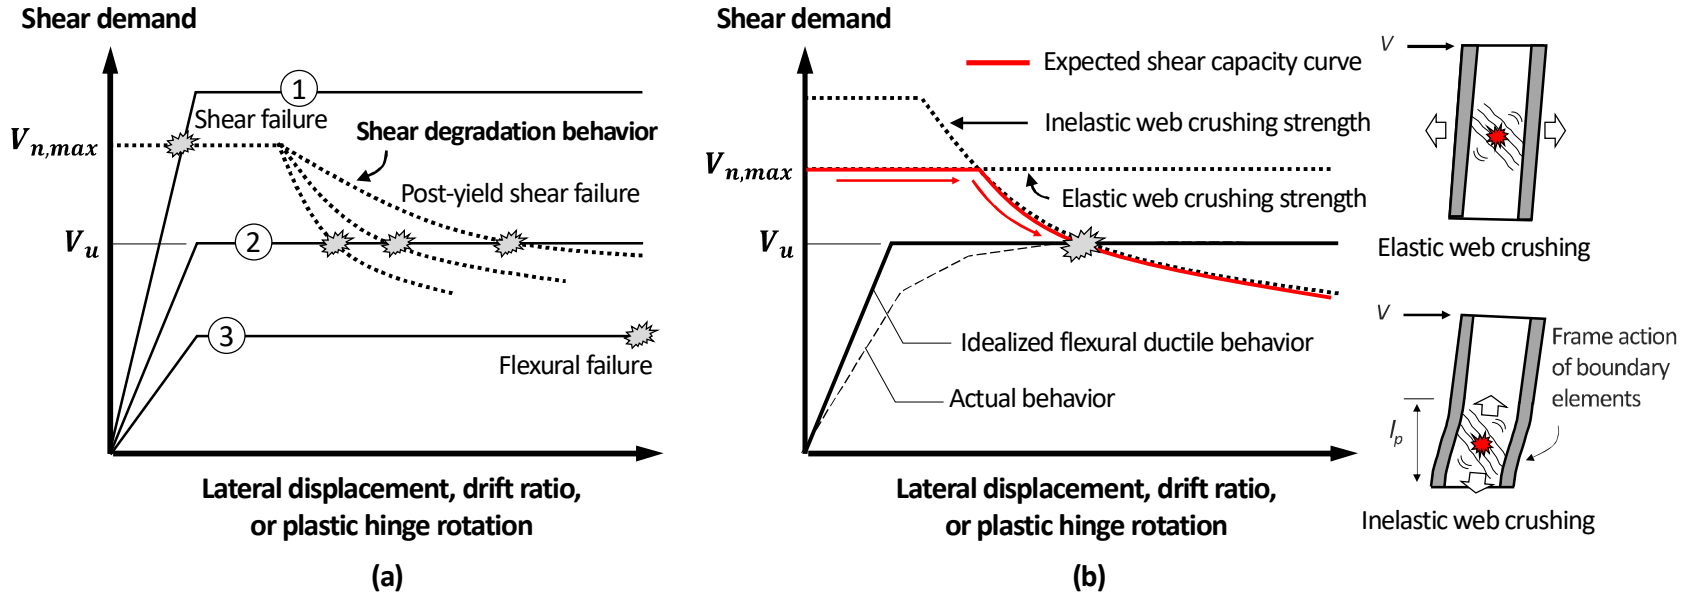 Shear demand
1
Shear failure
Shear degradation behavior
V_{n,max}
Post-yield shear failure
V_u
2
3
Flexural failure
Lateral displacement, drift ratio,
or plastic hinge rotation
(a)
Shear demand
Expected shear capacity curve
Inelastic web crushing strength
V_{n,max}
Elastic web crushing strength
V_u
Idealized flexural ductile behavior
Actual behavior
Lateral displacement, drift ratio,
or plastic hinge rotation
(b)
V
Elastic web crushing
V
Frame action
of boundary
elements
l_p
Inelastic web crushing